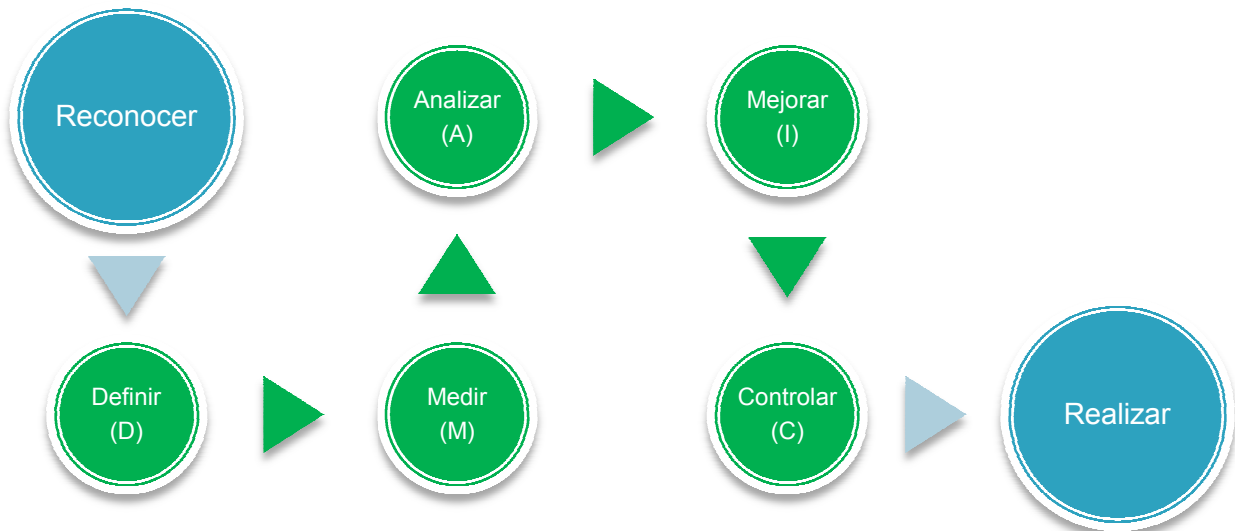 Reconocer
Definir
(D)
Medir
(M)
Analizar
(A)
Mejorar
(I)
Controlar
(C)
Realizar